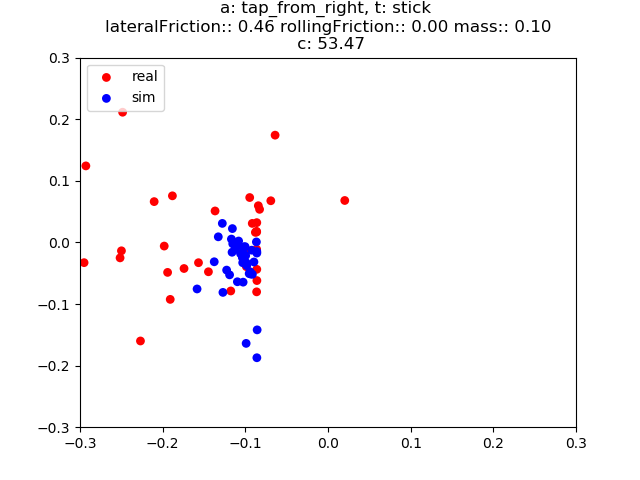 a: tap_from_right, t: stick
lateralFriction:: 0.46 rollingFriction:: 0.00 mass:: 0.10
c: 53.47
real
sim
0.3
0.2
0.1
0.0
−0.1
−0.2
−0.3
−0.3 −0.2 −0.1 0.0 0.1 0.2 0.3